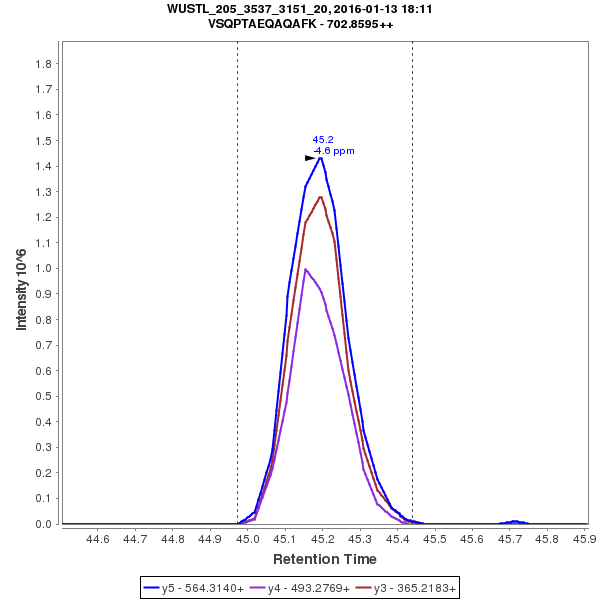 WUSTL_205_3537_3151_20, 2016-01-13 18:11
VSQPTAEQAQAFK - 702.8595++
45.2
-4.6 ppm
Intensity 10^6
1.8
1.7
1.6
1.5
1.4
1.3
1.2
1.1
1.0
0.9
0.8
0.7
0.6
0.5
0.4
0.3
0.2
0.1
0.0
44.6 44.7 44.8 44.9 45.0 45.1 45.2 45.3 45.4 45.5 45.6 45.7 45.8 45.9
Retention Time
y5 - 564.3140+ y4 - 493.2769+ y3 - 365.2183+